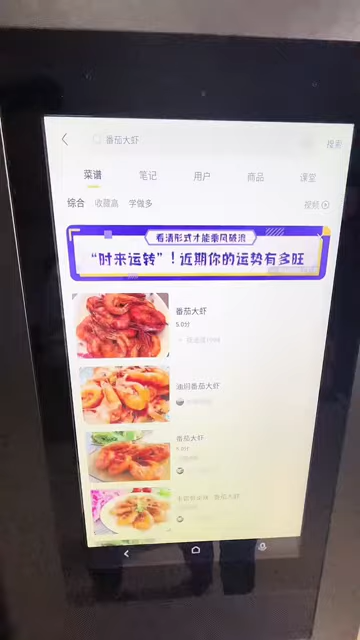 番茄大虾
搜索
菜谱 笔记 用户 商品 课堂
综合 收藏高 学做多 视频
看清形式才能乘风破浪
“时来运转”！近期你的运势有多旺
番茄大虾
5.0分
油焖番茄大虾
番茄大虾